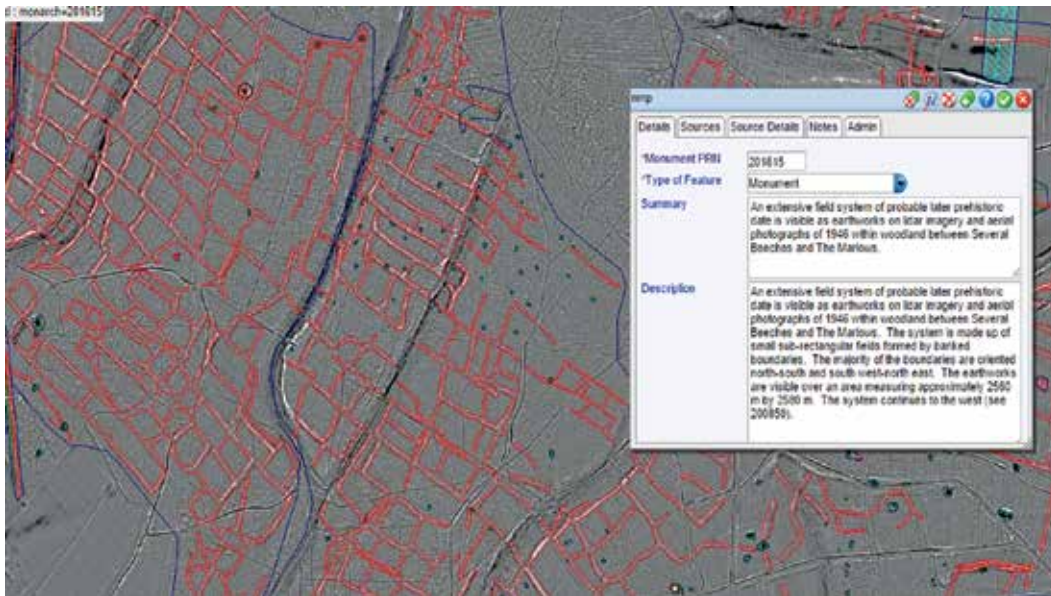 : monarch=201615
nmp
Details Sources Source Details Notes Admin
*Monument PRN 201615
*Type of Feature Monument
Summary
An extensive field system of probable later prehistoric
date is visible as earthworks on lidar imagery and aerial
photographs of 1946 within woodland between Several
Beeches and The Marlows.
Description
An extensive field system of probable later prehistoric
date is visible as earthworks on lidar imagery and aerial
photographs of 1946 within woodland between Several
Beeches and The Marlows. The system is made up of
small sub-rectangular fields formed by banked
boundaries. The majority of the boundaries are oriented
north-south and south west-north east. The earthworks
are visible over an area measuring approximately 2560
m by 2580 m. The system continues to the west (see